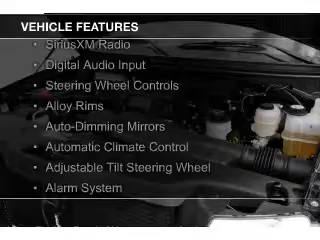 VEHICLE FEATURES
• SiriusXM Radio
• Digital Audio Input
• Steering Wheel Controls
• Alloy Rims
• Auto-Dimming Mirrors
• Automatic Climate Control
• Adjustable Tilt Steering Wheel
• Alarm System